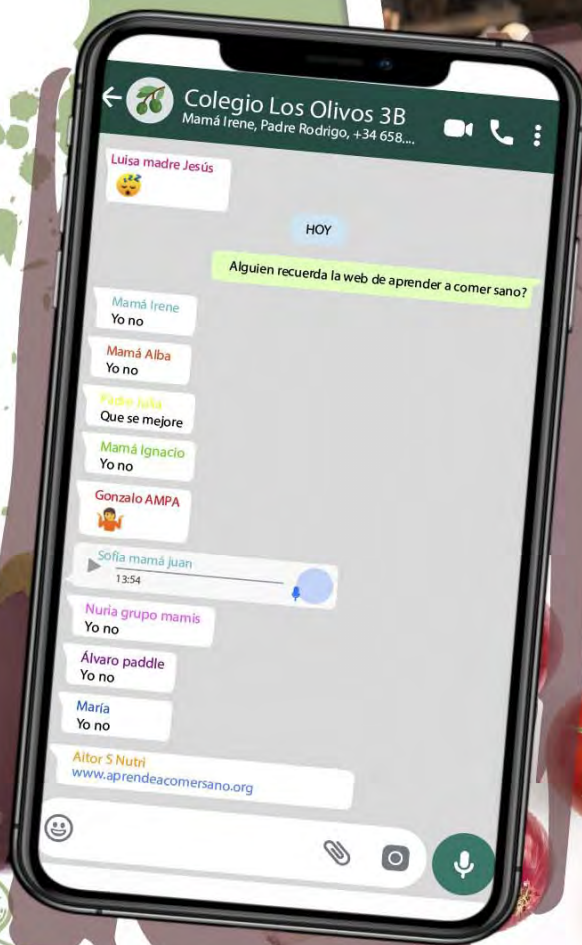 Colegio Los Olivos 3B
Mamá Irene, Padre Rodrigo, +34 658....
Luisa madre Jesús
HOY
Alguien recuerda la web de aprender a comer sano?
Mamá Irene
Yo no
Mamá Alba
Yo no
Padre Julia
Que se mejore
Mamá Ignacio
Yo no
Gonzalo AMPA
Sofía mamá juan
13:54
Nuria grupo mamis
Yo no
Álvaro paddle
Yo no
María
Yo no
Aitor S Nutri
www.aprendeacomersano.org